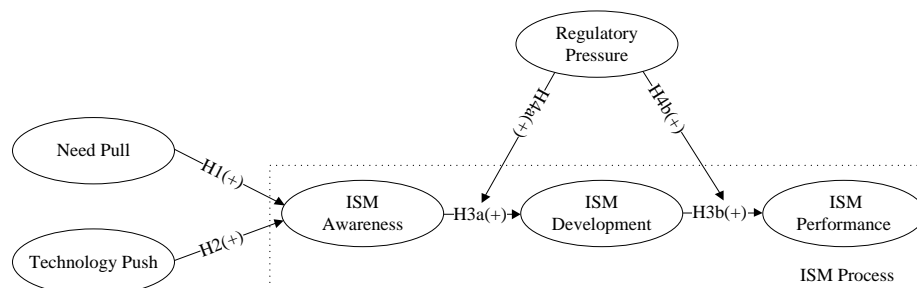 Regulatory
Pressure
H4a(+)
H4b(+)
Need Pull
H1(+)
ISM
Awareness
H3a(+)
ISM
Development
H3b(+)
ISM
Performance
H2(+)
Technology Push
ISM Process